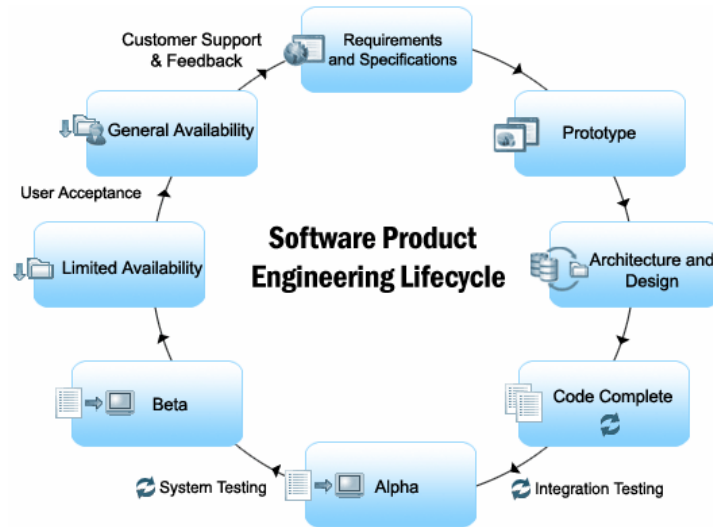 Customer Support
& Feedback
Requirements
and Specifications
General Availability
Prototype
User Acceptance
Software Product
Engineering Lifecycle
Limited Availability
Architecture and
Design
Beta
Code Complete
System Testing
Alpha
Integration Testing